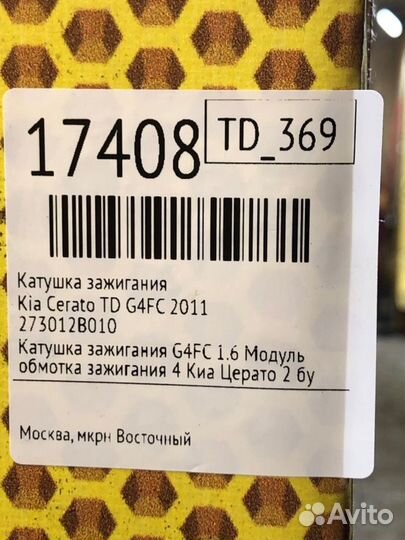 17408
TD_369
Катушка зажигания
Kia Cerato TD G4FC 2011
273012B010
Катушка зажигания G4FC 1.6 Модуль
обмотка зажигания 4 Киа Церато 2 бу
Москва, мкрн Восточный
Avito